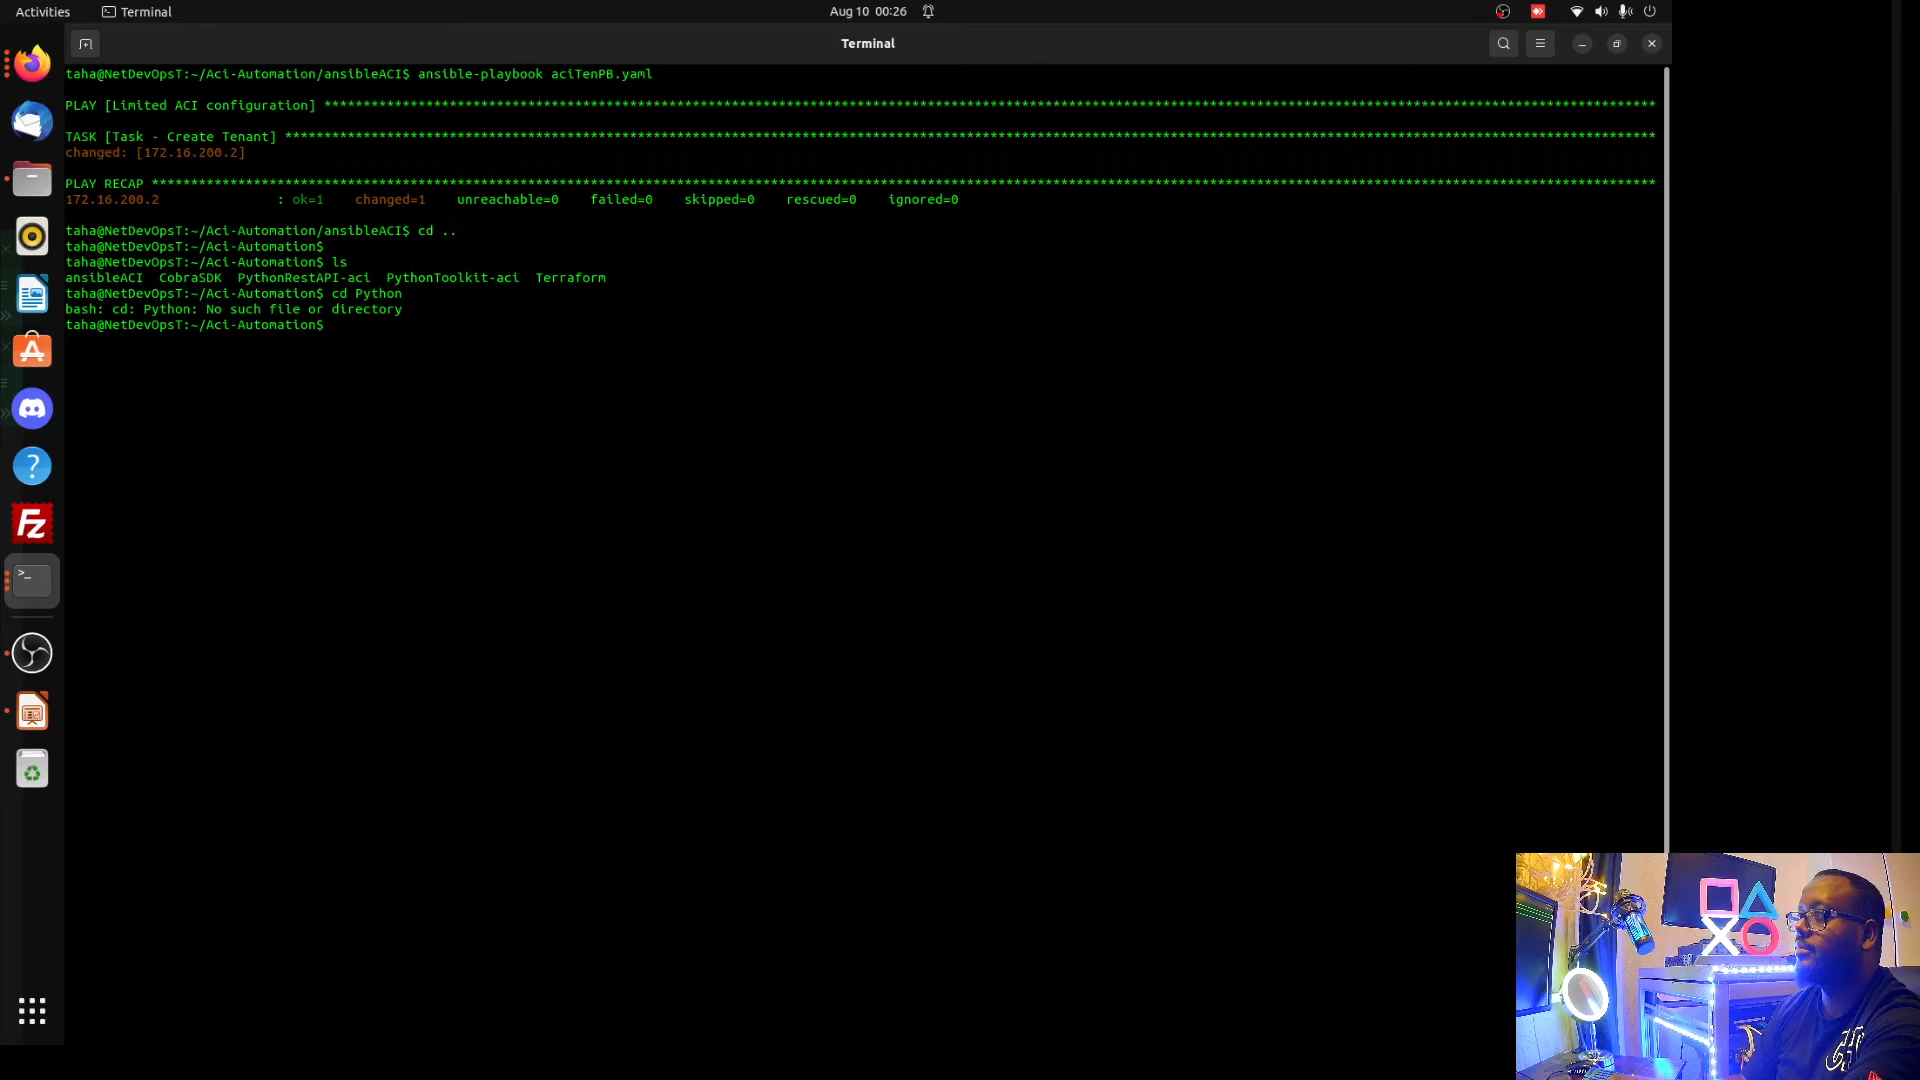 Activities
Terminal
Aug 10 00:26
Terminal
taha@NetDevOpsT:~/Aci-Automation/ansibleACI$ ansible-playbook aciTenPB.yaml
PLAY [Limited ACI configuration] **************************************************************************************************************************************************************************
TASK [Task - Create Tenant] *******************************************************************************************************************************************************************************
changed: [172.16.200.2]
PLAY RECAP ************************************************************************************************************************************************************************************************
172.16.200.2               : ok=1    changed=1    unreachable=0    failed=0    skipped=0    rescued=0    ignored=0
taha@NetDevOpsT:~/Aci-Automation/ansibleACI$ cd ..
taha@NetDevOpsT:~/Aci-Automation$
taha@NetDevOpsT:~/Aci-Automation$ ls
ansibleACI  CobraSDK  PythonRestAPI-aci  PythonToolkit-aci  Terraform
taha@NetDevOpsT:~/Aci-Automation$ cd Python
bash: cd: Python: No such file or directory
taha@NetDevOpsT:~/Aci-Automation$